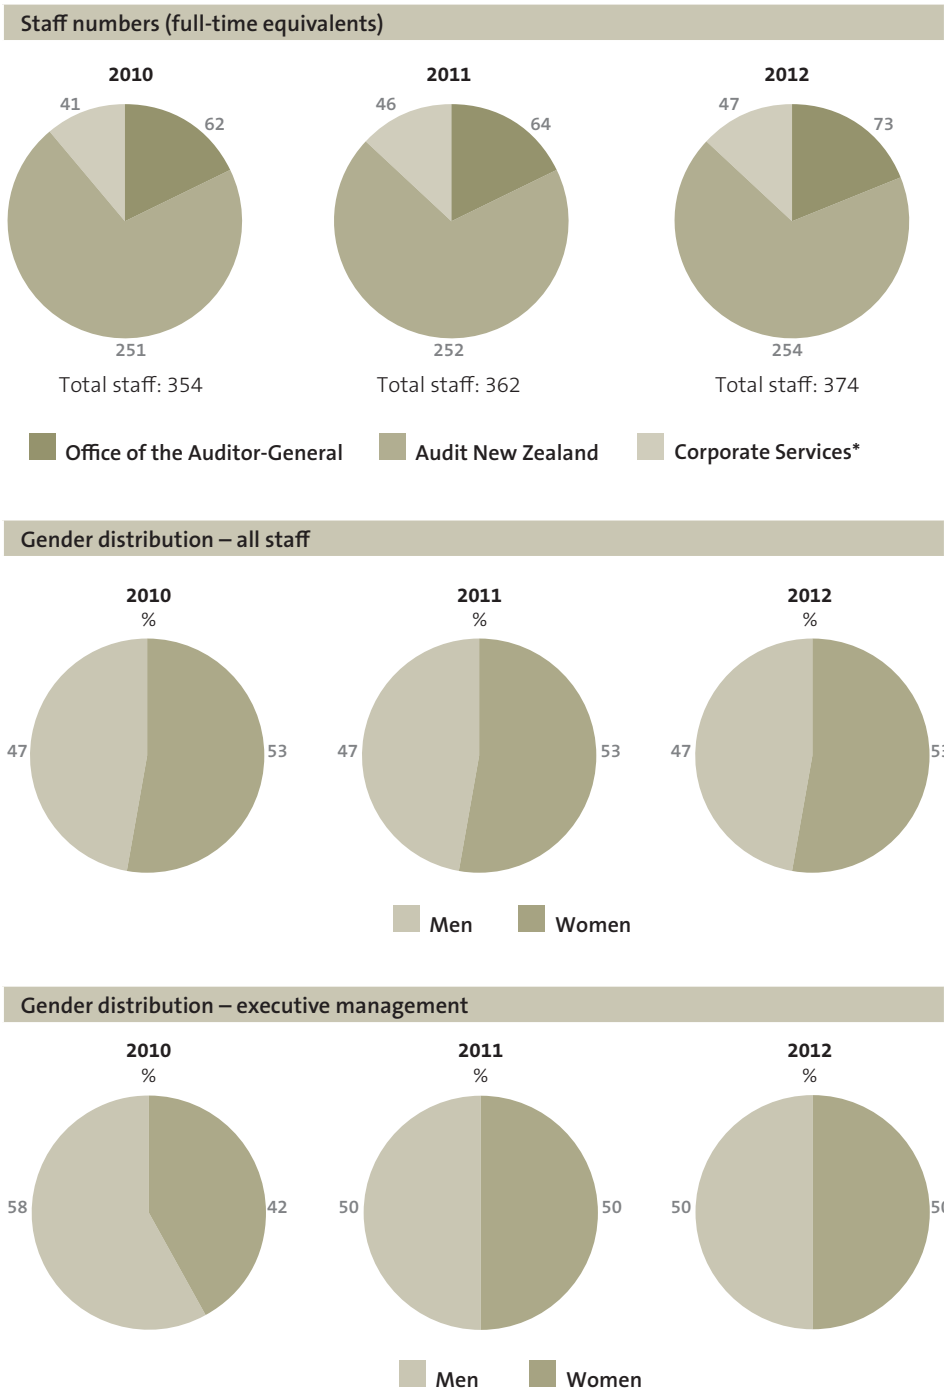 Staff numbers (full-time equivalents)
2010 2011 2012
41 62 46 64 47 73
251 252 254
Total staff: 354 Total staff: 362 Total staff: 374
Office of the Auditor-General Audit New Zealand Corporate Services*
Gender distribution – all staff
2010 2011 2012
% % %
47 53 47 53 47 53
Men Women
Gender distribution – executive management
2010 2011 2012
% % %
58 42 50 50 50 50
Men Women